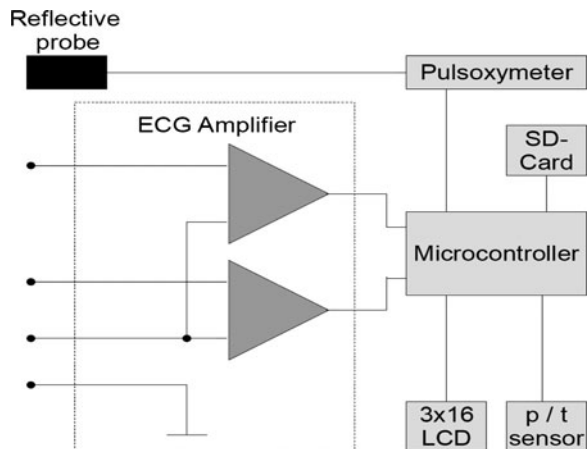 Reflective
probe
Pulsoxymeter
ECG Amplifier
SD-
Card
Microcontroller
3x16
LCD
p / t
sensor